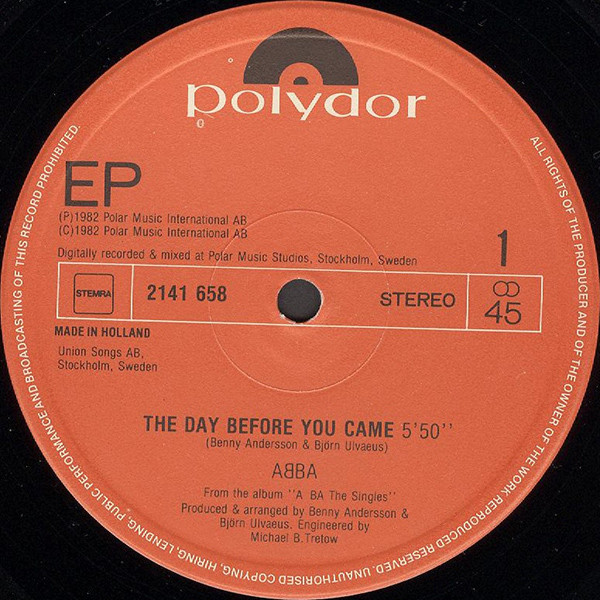 polydor
EP
(P)1982 Polar Music International AB
(C)1982 Polar Music International AB
Digitally recorded & mixed at Polar Music Studios, Stockholm, Sweden
1
STEMRA
2141 658
STEREO
45
MADE IN HOLLAND
Union Songs AB,
Stockholm, Sweden
THE DAY BEFORE YOU CAME 5'50''
(Benny Andersson & Björn Ulvaeus)
AᗺBA
From the album "A BA The Singles"
Produced & arranged by Benny Andersson &
Björn Ulvaeus. Engineered by
Michael B.Tretow
ALL RIGHTS OF THE PRODUCER AND OF THE OWNER OF THE WORK REPRODUCED RESERVED. UNAUTHORISED COPYING, HIRING, LENDING, PUBLIC PERFORMANCE AND BROADCASTING OF THIS RECORD PROHIBITED.